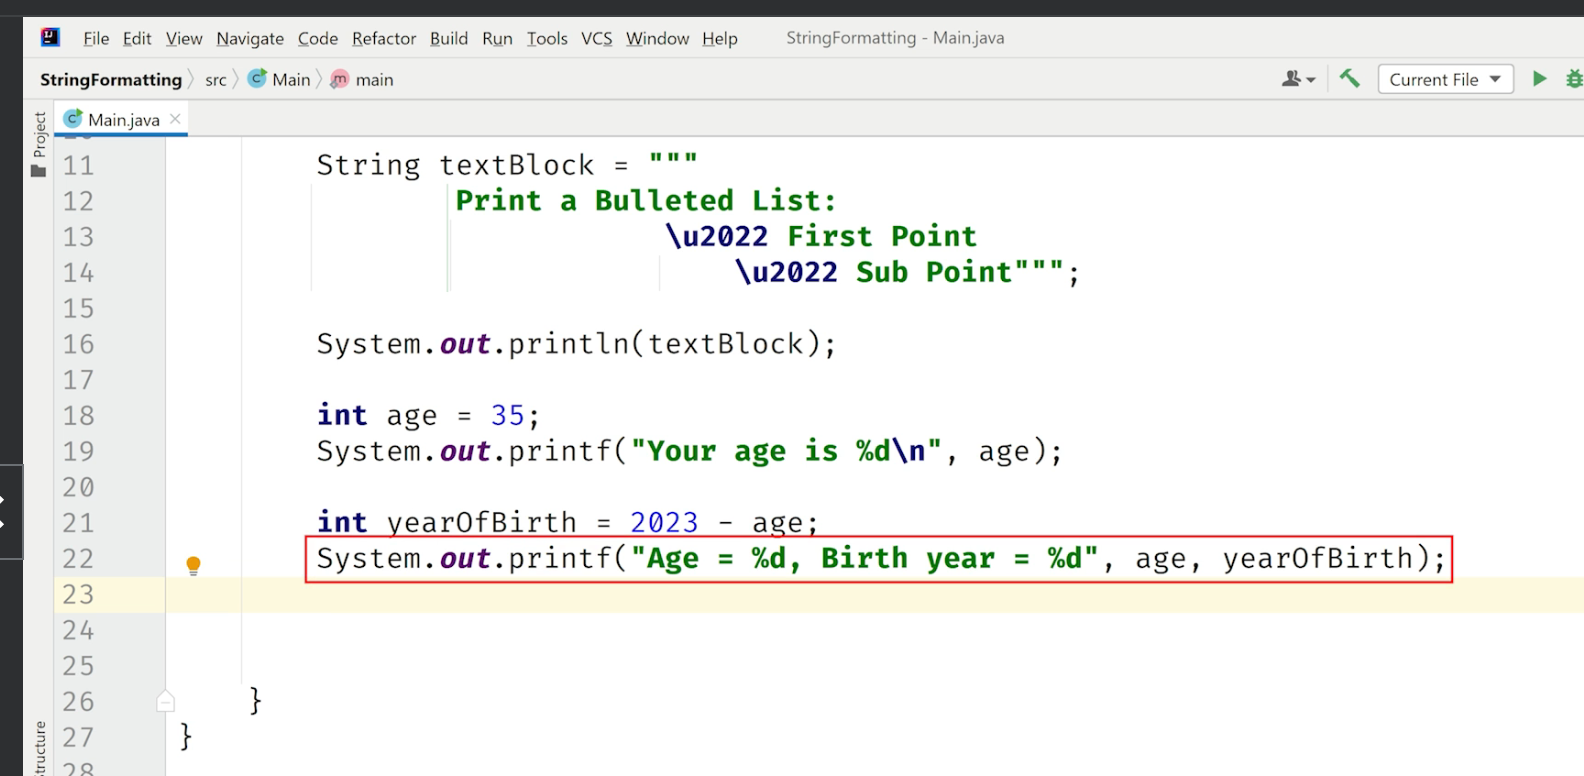 File Edit View Navigate Code Refactor Build Run Tools VCS Window Help StringFormatting - Main.java
StringFormatting src Main m main Current File
Project
C Main.java
11 String textBlock = """
12 Print a Bulleted List:
13 \u2022 First Point
14 \u2022 Sub Point""";
15
16 System.out.println(textBlock);
17
18 int age = 35;
19 System.out.printf("Your age is %d\n", age);
20
21 int yearOfBirth = 2023 - age;
22 System.out.printf("Age = %d, Birth year = %d", age, yearOfBirth);
23
24
25
26 }
27 }
28